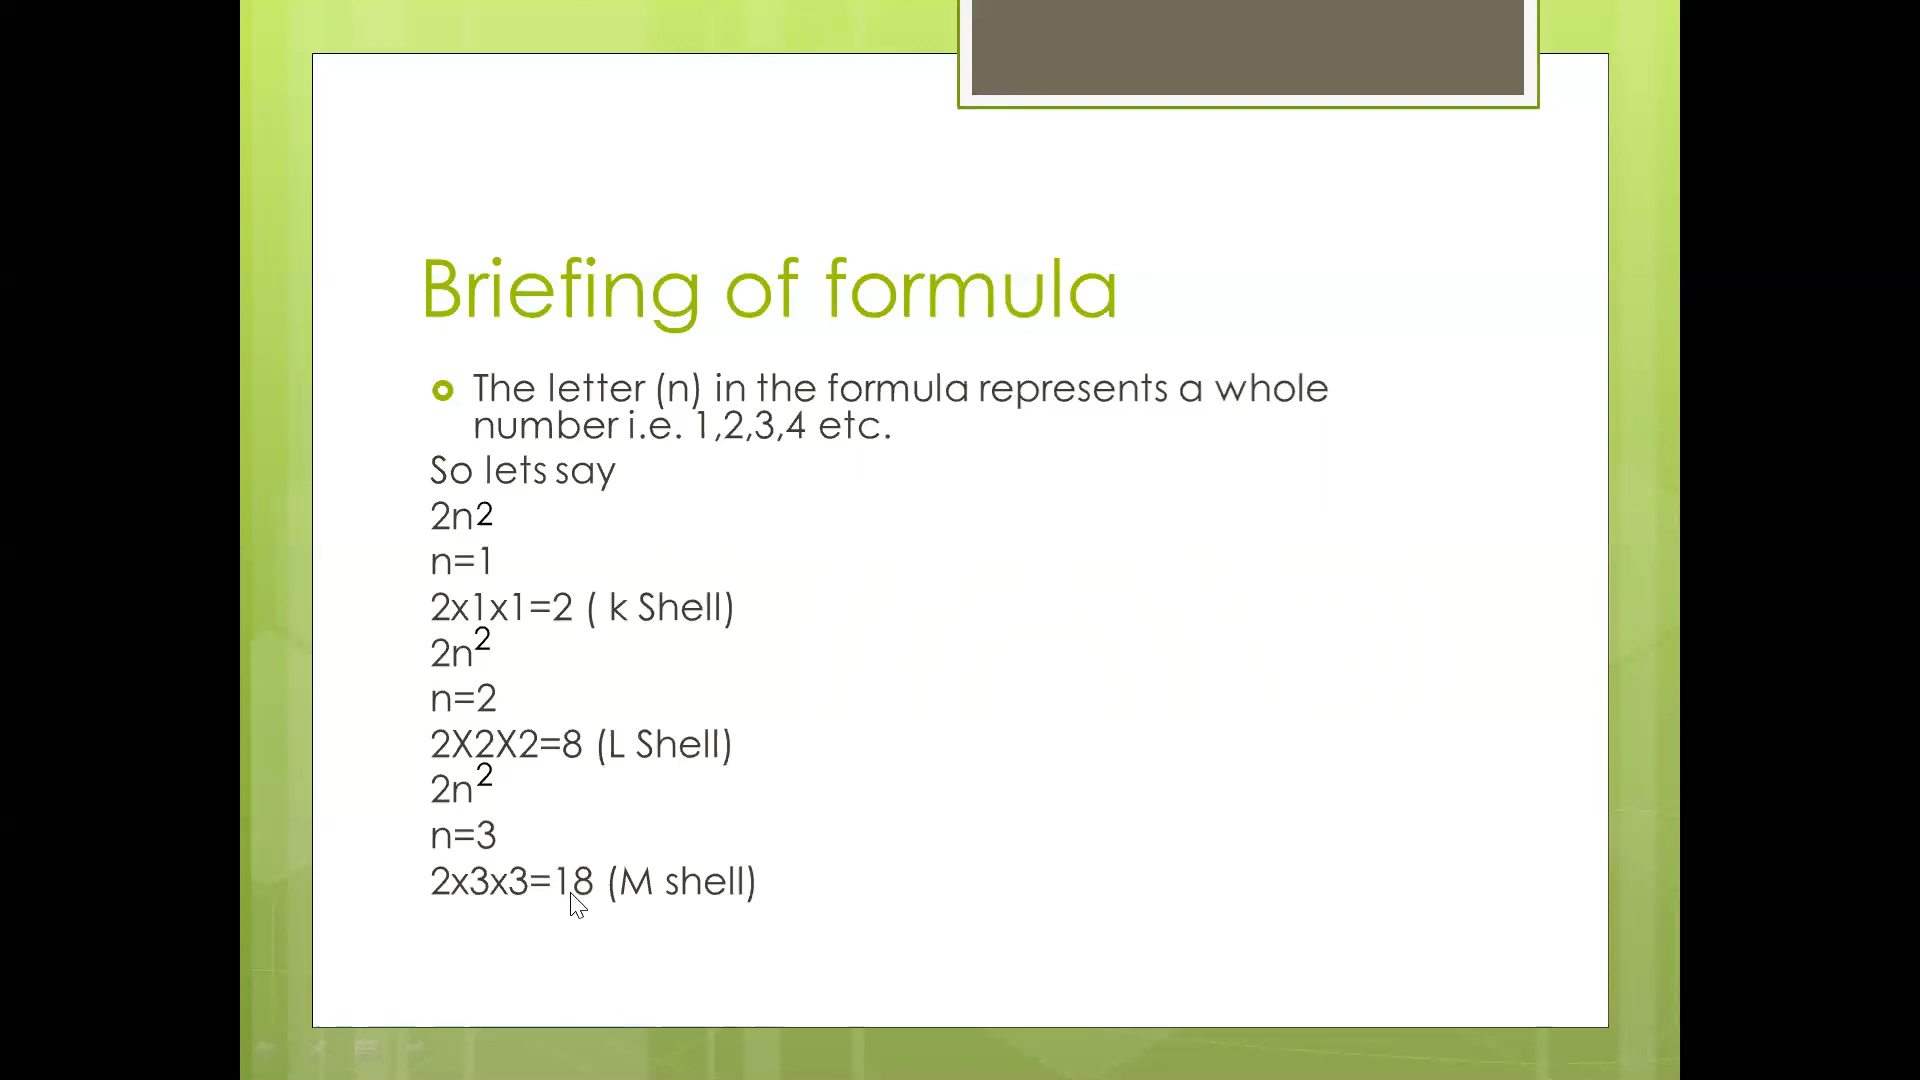 Briefing of formula
The letter (n) in the formula represents a whole
number i.e. 1,2,3,4 etc.
So lets say
2n2
n=1
2x1x1=2 ( k Shell)
2n²
n=2
2X2X2=8 (L Shell)
2n²
n=3
2x3x3=18 (M shell)